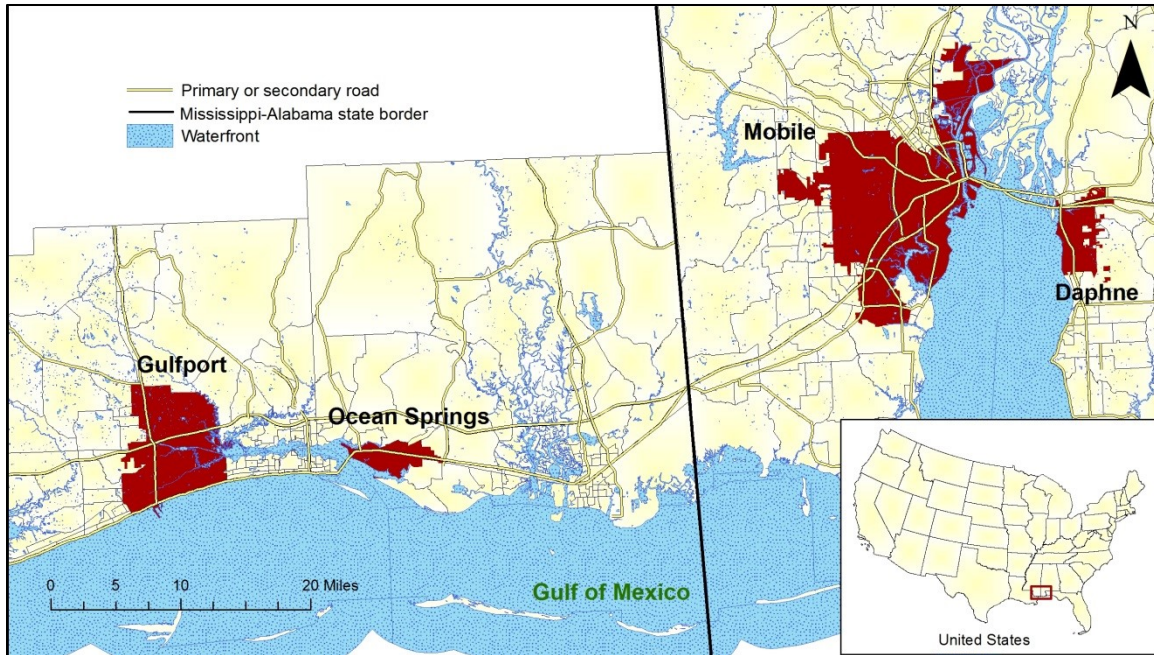 N
Primary or secondary road
Mississippi-Alabama state border
Waterfront
Mobile
Daphne
Gulfport
Ocean Springs
0 5 10 20 Miles
Gulf of Mexico
United States